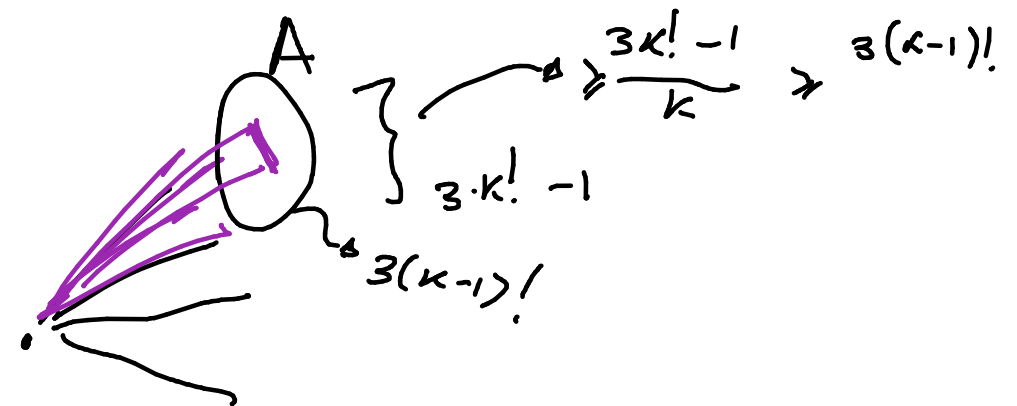 A
≥ (3k! - 1)/k ≥ 3(k-1)!
3·k! - 1
3(k-1)!